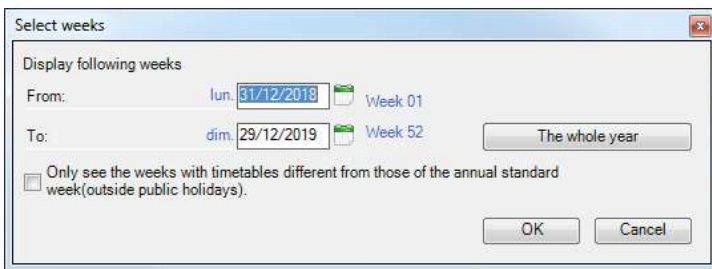 Select weeks
Display following weeks
From: lun. 31/12/2018 Week 01
To: dim. 29/12/2019 Week 52 The whole year
Only see the weeks with timetables different from those of the annual standard
week(outside public holidays).
OK Cancel